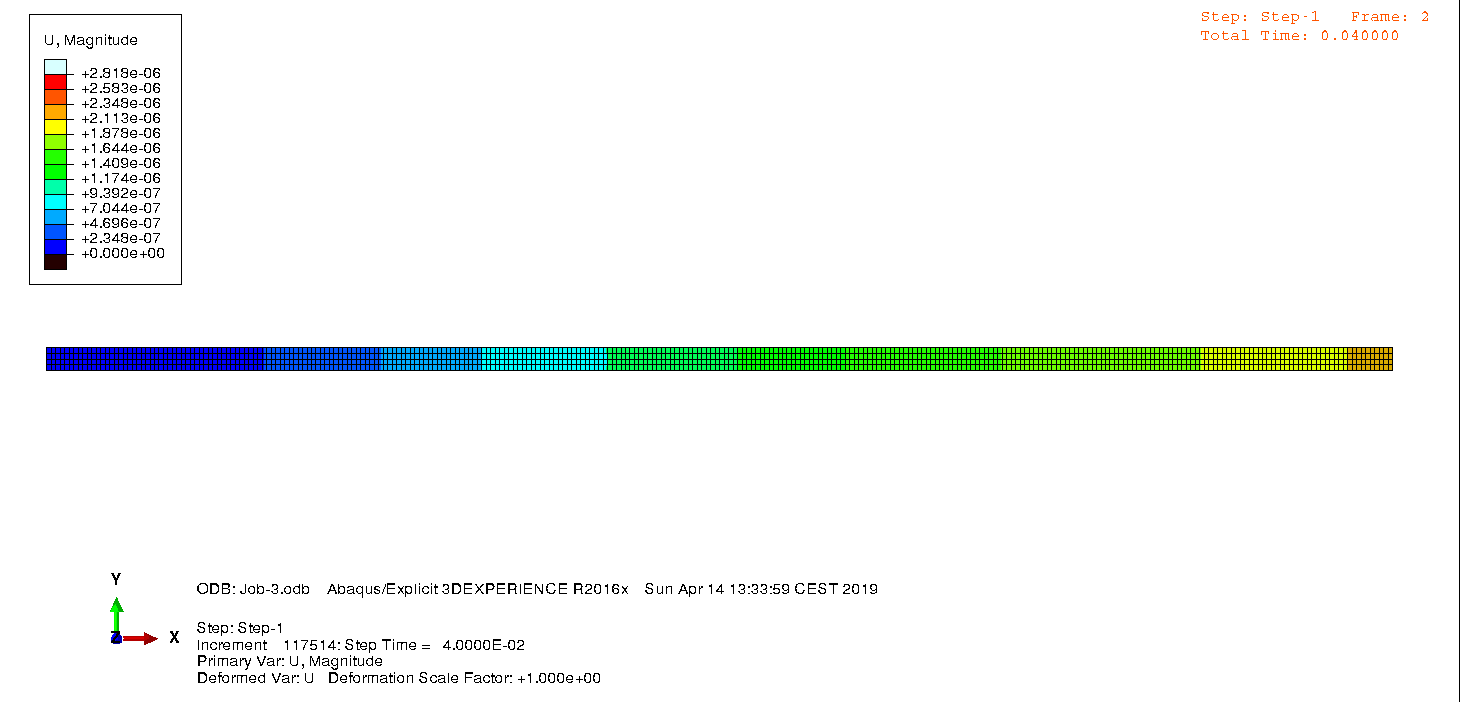 U, Magnitude
+2.818e-06
+2.583e-06
+2.348e-06
+2.113e-06
+1.878e-06
+1.644e-06
+1.409e-06
+1.174e-06
+9.392e-07
+7.044e-07
+4.696e-07
+2.348e-07
+0.000e+00
Step: Step-1 Frame: 2
Total Time: 0.040000
Y
X
ODB: Job-3.odb Abaqus/Explicit 3DEXPERIENCE R2016x Sun Apr 14 13:33:59 CEST 2019
Step: Step-1
Increment 117514: Step Time = 4.0000E-02
Primary Var: U, Magnitude
Deformed Var: U Deformation Scale Factor: +1.000e+00